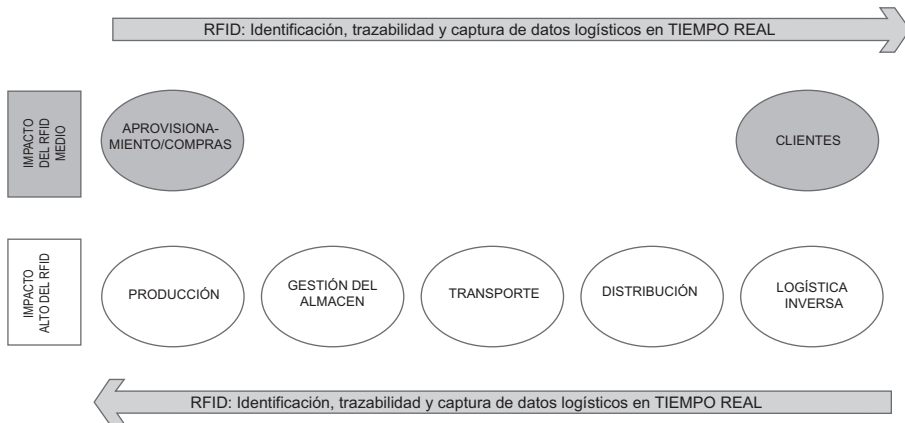 RFID: Identificación, trazabilidad y captura de datos logísticos en TIEMPO REAL
IMPACTO
DEL RFID
MEDIO
APROVISIONA-
MIENTO/COMPRAS
CLIENTES
IMPACTO
ALTO DEL RFID
PRODUCCIÓN
GESTIÓN DEL
ALMACEN
TRANSPORTE
DISTRIBUCIÓN
LOGÍSTICA
INVERSA
RFID: Identificación, trazabilidad y captura de datos logísticos en TIEMPO REAL